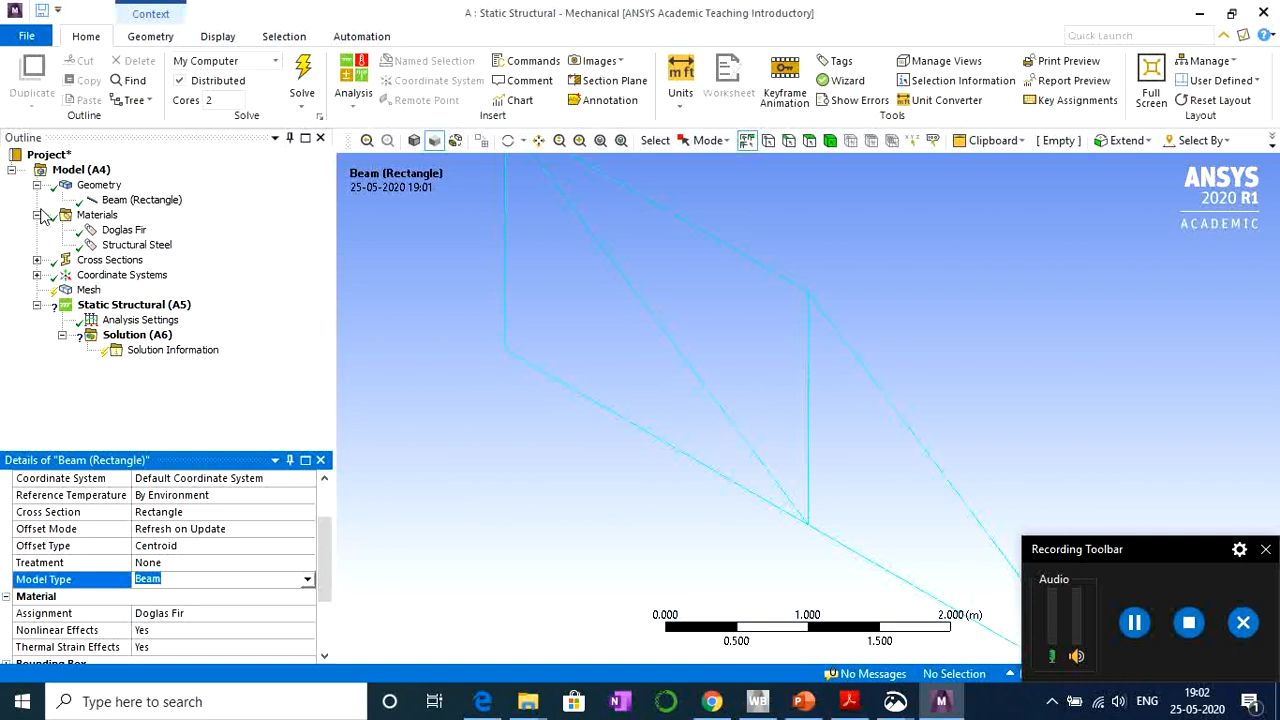 Context
A : Static Structural - Mechanical [ANSYS Academic Teaching Introductory]
File
Home
Geometry
Display
Selection
Automation
Quick Launch
Duplicate
Cut
Copy
Paste
Delete
Find
Tree
Outline
My Computer
Distributed
Cores 2
Solve
Solve
Analysis
Named Selection
Coordinate System
Remote Point
Commands
Comment
Chart
Images
Section Plane
Annotation
Insert
Units
Worksheet
Keyframe
Animation
Tags
Wizard
Show Errors
Manage Views
Selection Information
Unit Converter
Print Preview
Report Preview
Key Assignments
Tools
Full
Screen
Manage
User Defined
Reset Layout
Layout
Outline
Select
Mode
Clipboard
[ Empty ]
Extend
Select By
Project*
Model (A4)
Geometry
Beam (Rectangle)
Materials
Doglas Fir
Structural Steel
Cross Sections
Coordinate Systems
Mesh
Static Structural (A5)
Analysis Settings
Solution (A6)
Solution Information
Beam (Rectangle)
25-05-2020 19:01
ANSYS
2020 R1
ACADEMIC
Details of "Beam (Rectangle)"
Coordinate System Default Coordinate System
Reference Temperature By Environment
Cross Section Rectangle
Offset Mode Refresh on Update
Offset Type Centroid
Treatment None
Model Type Beam
Material
Assignment Doglas Fir
Nonlinear Effects Yes
Thermal Strain Effects Yes
Bounding Box
0.000 1.000 2.000 (m)
0.500 1.500
Recording Toolbar
Audio
No Messages
No Selection
Type here to search
ENG
19:02
25-05-2020